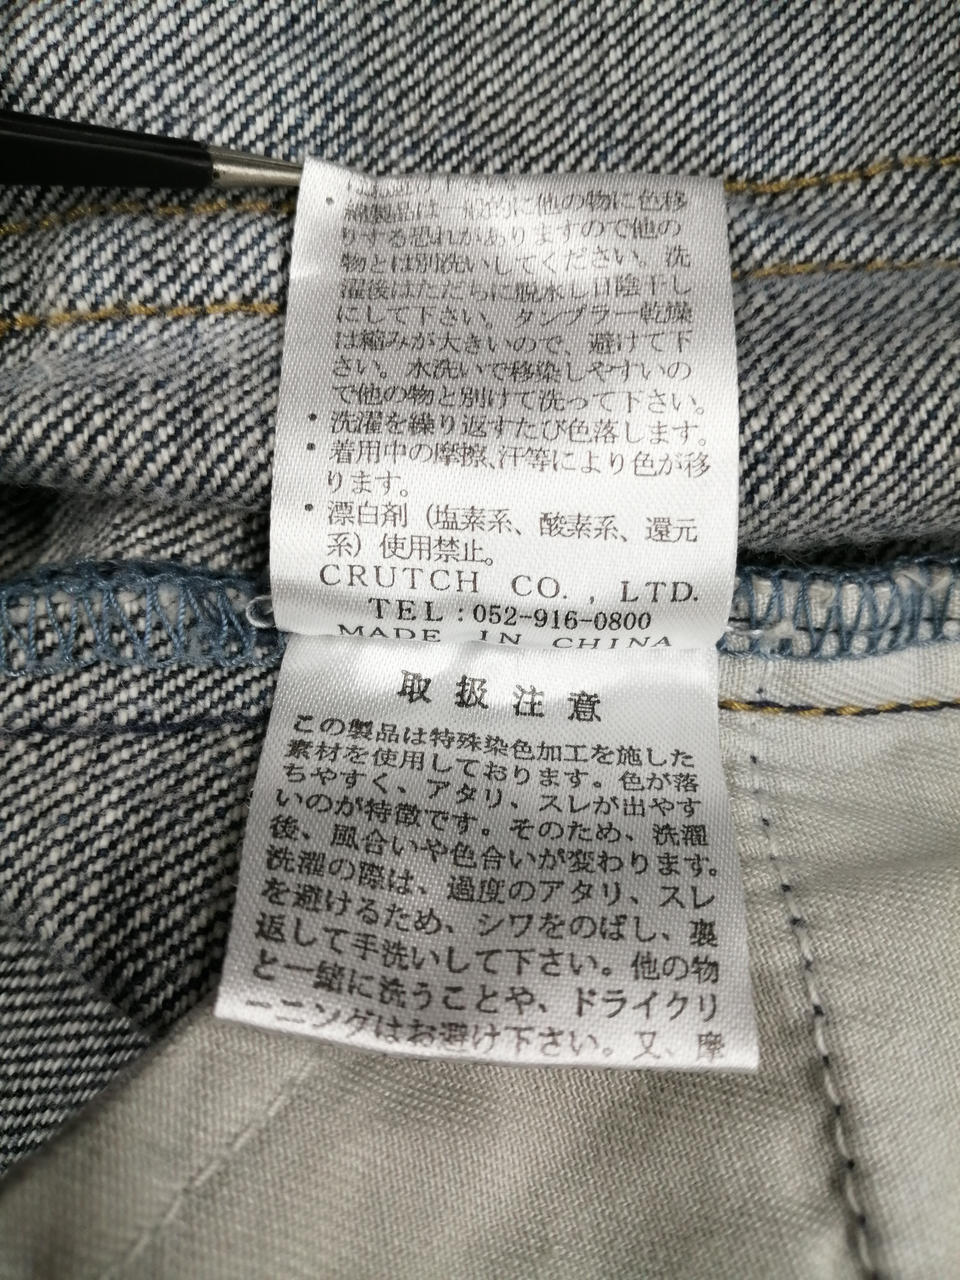 ・綿製品は一般的に他の物に色移
りする恐れがありますので他の
物とは別洗いしてください。洗
濯後はただちに脱水し日陰干し
にして下さい。タンブラー乾燥
は縮みが大きいので、避けて下
さい。水洗いで移染しやすいの
で他の物と別けて洗って下さい。
・洗濯を繰り返すたび色落します。
・着用中の摩擦、汗等により色が移
ります。
・漂白剤（塩素系、酸素系、還元
系）使用禁止。
CRUTCH CO., LTD.
TEL:052-916-0800
MADE IN CHINA
取扱注意
この製品は特殊染色加工を施した
素材を使用しております。色が落
ちやすく、アタリ、スレが出やす
いのが特徴です。そのため、洗濯
後、風合いや色合いが変わります。
洗濯の際は、過度のアタリ、スレ
を避けるため、シワをのばし、裏
返して手洗いして下さい。他の物
と一緒に洗うことや、ドライクリ
ーニングはお避け下さい。又、摩